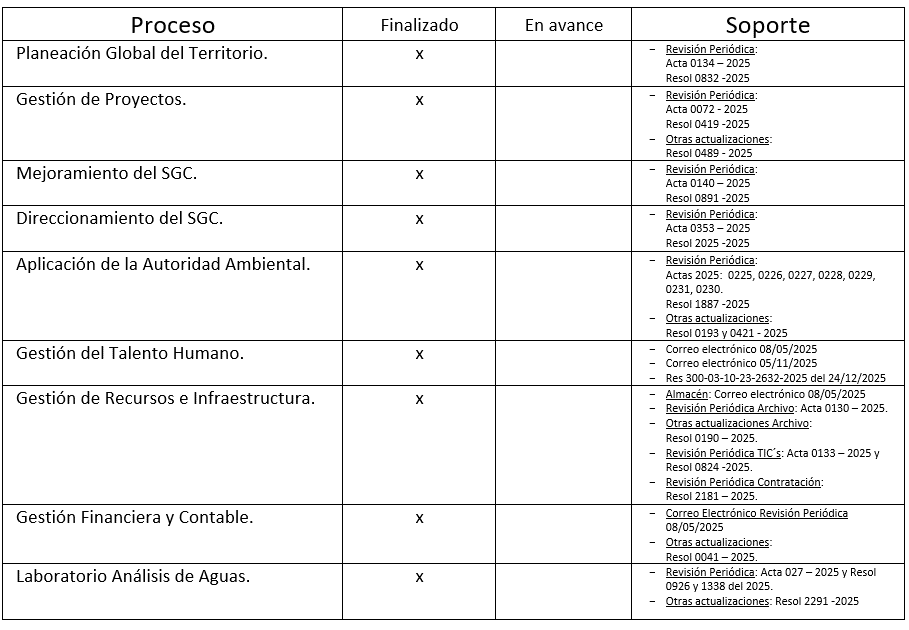 Proceso Finalizado En avance Soporte
Planeación Global del Territorio. x
– Revisión Periódica:
Acta 0134 – 2025
Resol 0832 -2025
Gestión de Proyectos. x
– Revisión Periódica:
Acta 0072 - 2025
Resol 0419 -2025
– Otras actualizaciones:
Resol 0489 - 2025
Mejoramiento del SGC. x
– Revisión Periódica:
Acta 0140 – 2025
Resol 0891 -2025
Direccionamiento del SGC. x
– Revisión Periódica:
Acta 0353 – 2025
Resol 2025 -2025
Aplicación de la Autoridad Ambiental. x
– Revisión Periódica:
Actas 2025: 0225, 0226, 0227, 0228, 0229,
0231, 0230.
Resol 1887 -2025
– Otras actualizaciones:
Resol 0193 y 0421 - 2025
Gestión del Talento Humano. x
– Correo electrónico 08/05/2025
– Correo electrónico 05/11/2025
– Res 300-03-10-23-2632-2025 del 24/12/2025
Gestión de Recursos e Infraestructura. x
– Almacén: Correo electrónico 08/05/2025
– Revisión Periódica Archivo: Acta 0130 – 2025.
– Otras actualizaciones Archivo:
Resol 0190 – 2025.
– Revisión Periódica TIC´s: Acta 0133 – 2025 y
Resol 0824 -2025.
– Revisión Periódica Contratación:
Resol 2181 – 2025.
Gestión Financiera y Contable. x
– Correo Electrónico Revisión Periódica
08/05/2025
– Otras actualizaciones:
Resol 0041 – 2025.
Laboratorio Análisis de Aguas. x
– Revisión Periódica: Acta 027 – 2025 y Resol
0926 y 1338 del 2025.
– Otras actualizaciones: Resol 2291 -2025